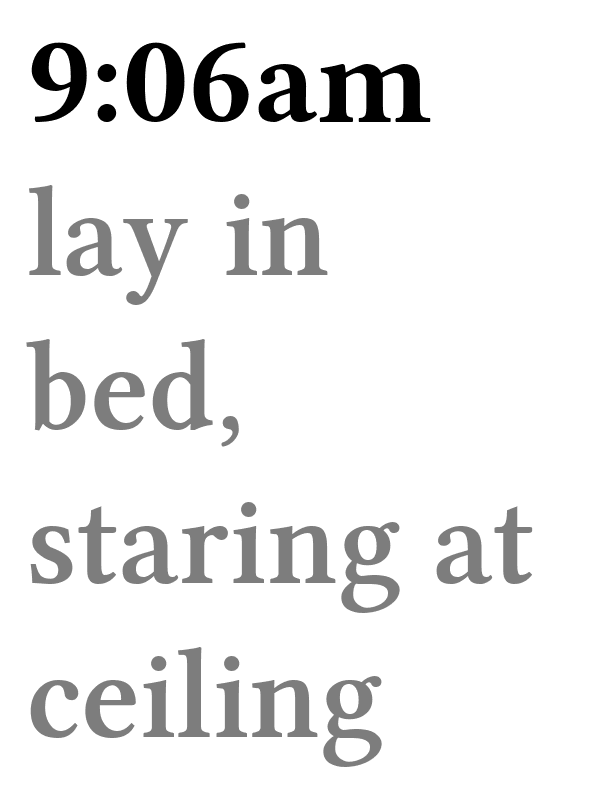 9:06am
lay in
bed,
staring at
ceiling